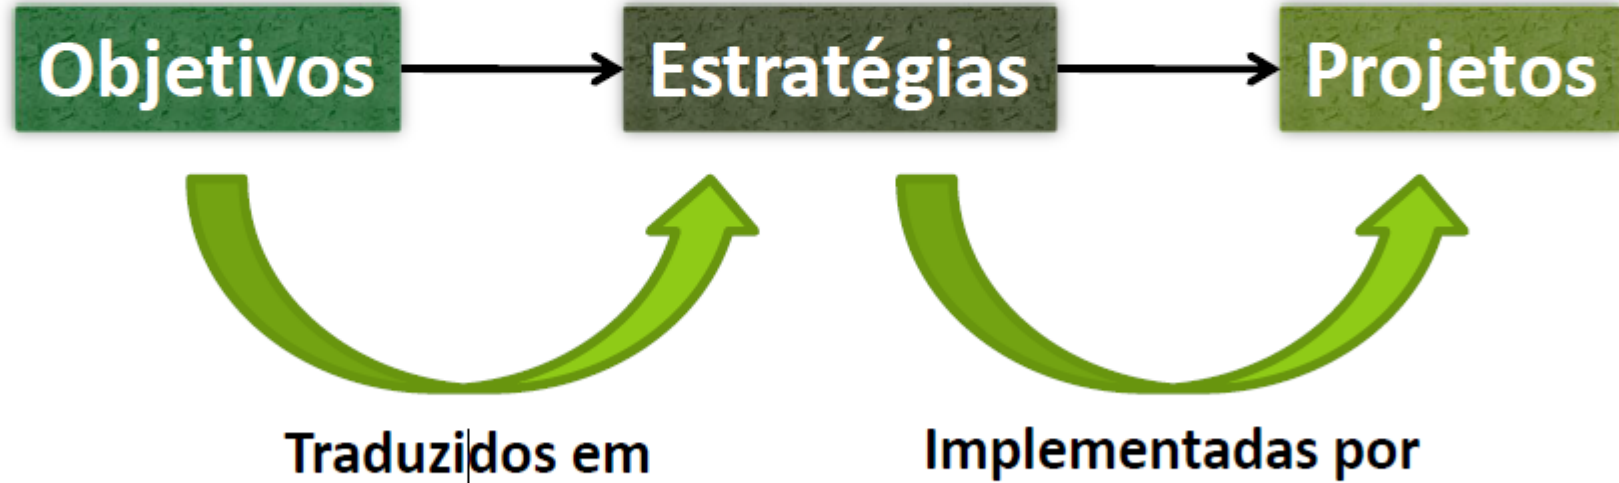 Objetivos
Estratégias
Projetos
Traduzidos em
Implementadas por